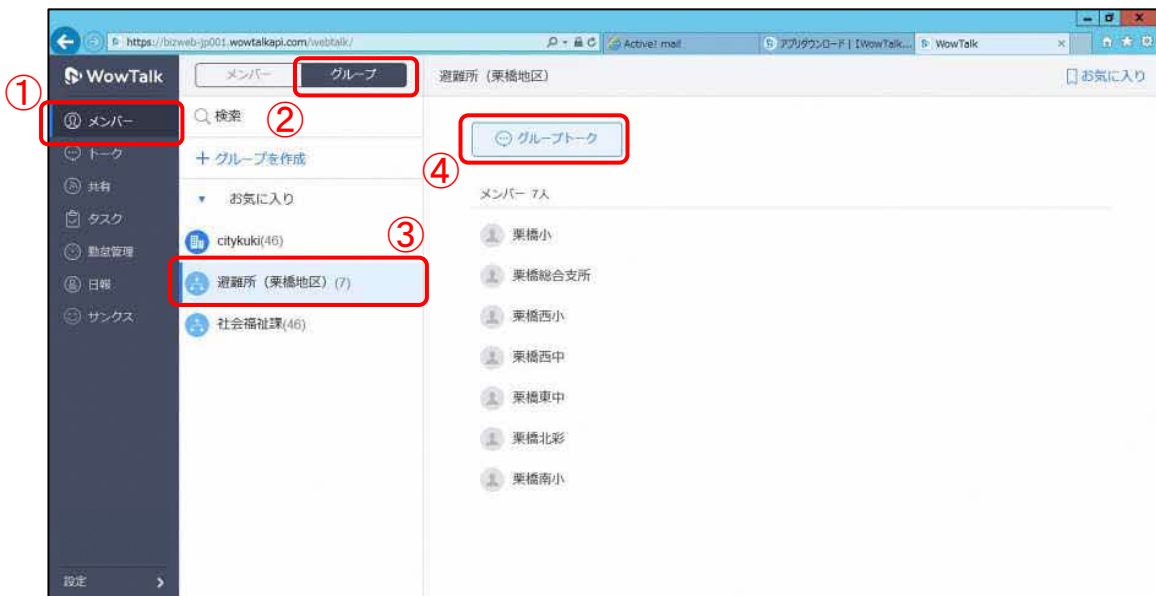 https://bizweb-jp001.wowtalkapi.com/webtalk/
Active! mail
アプリダウンロード | 【WowTalk...
WowTalk
WowTalk
メンバー
グループ
避難所（栗橋地区）
お気に入り
①
メンバー
検索
②
グループトーク
トーク
＋ グループを作成
④
共有
お気に入り
メンバー 7人
タスク
citykuki(46)
③
栗橋小
勤怠管理
避難所（栗橋地区）(7)
栗橋総合支所
日報
社会福祉課(46)
栗橋西小
サンクス
栗橋西中
栗橋東中
栗橋北彩
栗橋南小
設定